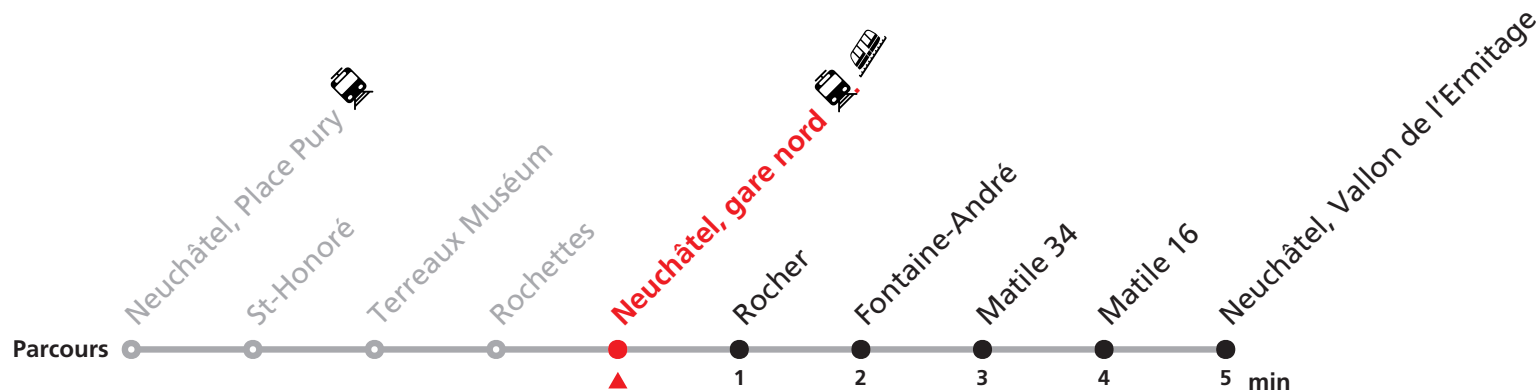 Neuchâtel, Place Pury
St-Honoré
Terreaux Muséum
Rochettes
Neuchâtel, gare nord
Rocher
Fontaine-André
Matile 34
Matile 16
Neuchâtel, Vallon de l'Ermitage
Parcours
1 2 3 4 5 min